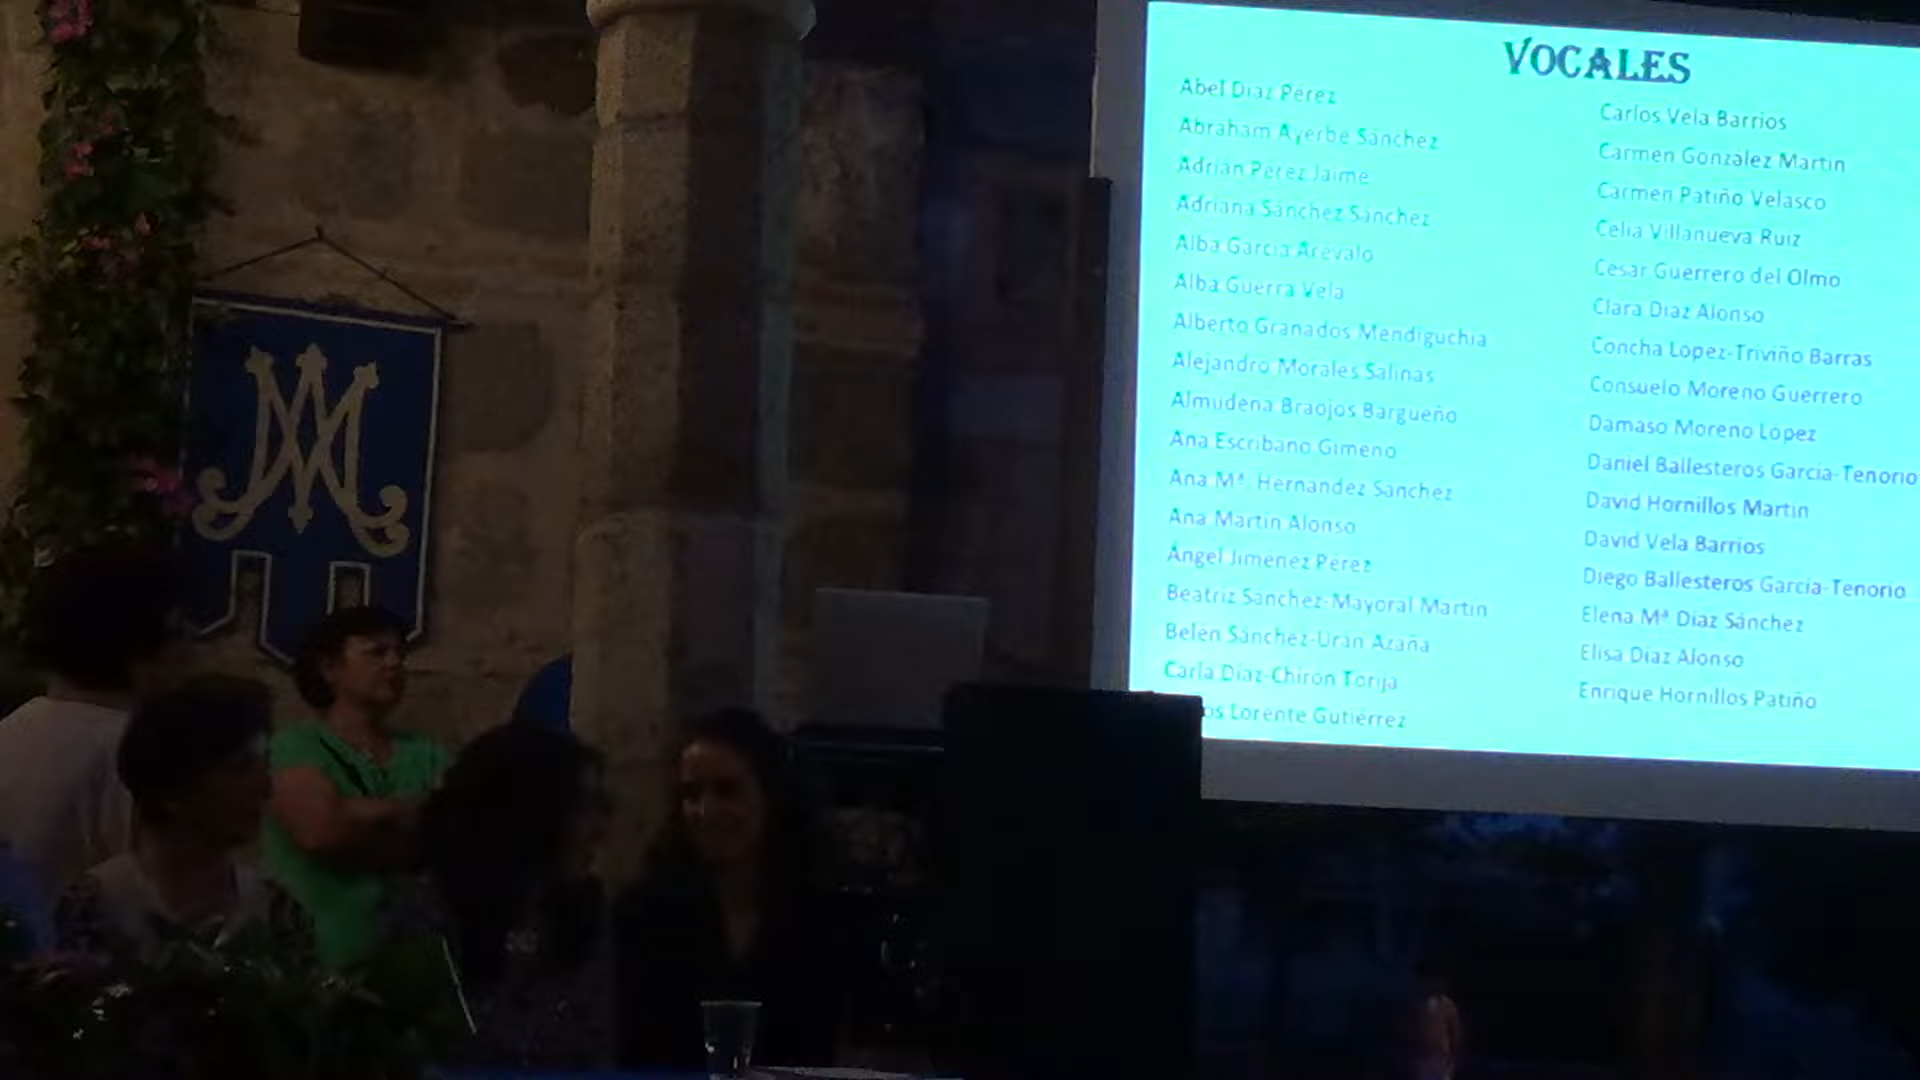 VOCALES
Abel Díaz Pérez
Abraham Ayerbe Sánchez
Adrián Pérez Jaime
Adriana Sánchez Sánchez
Alba García Arévalo
Alba Guerra Vela
Alberto Granados Mendiguchía
Alejandro Morales Salinas
Almudena Braojos Bargueño
Ana Escribano Gimeno
Ana Mª. Hernández Sánchez
Ana Martín Alonso
Ángel Jiménez Pérez
Beatriz Sánchez-Mayoral Martín
Belén Sánchez-Urán Azaña
Carla Díaz-Chirón Torija
os Lorente Gutiérrez
Carlos Vela Barrios
Carmen González Martín
Carmen Patiño Velasco
Celia Villanueva Ruiz
César Guerrero del Olmo
Clara Díaz Alonso
Concha López-Triviño Barras
Consuelo Moreno Guerrero
Dámaso Moreno López
Daniel Ballesteros García-Tenorio
David Hornillos Martín
David Vela Barrios
Diego Ballesteros García-Tenorio
Elena Mª Díaz Sánchez
Elisa Díaz Alonso
Enrique Hornillos Patiño